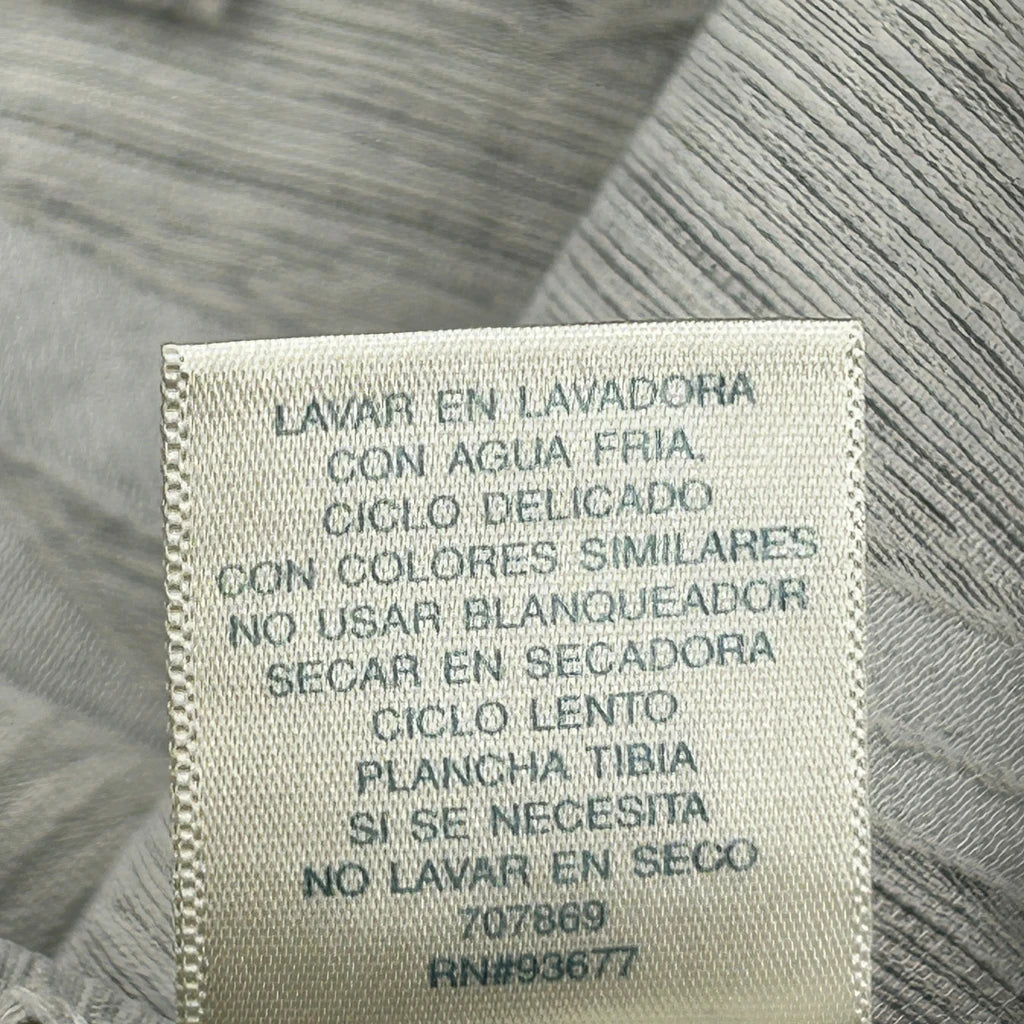 LAVAR EN LAVADORA
CON AGUA FRIA.
CICLO DELICADO
CON COLORES SIMILARES
NO USAR BLANQUEADOR
SECAR EN SECADORA
CICLO LENTO
PLANCHA TIBIA
SI SE NECESITA
NO LAVAR EN SECO
707869
RN#93677